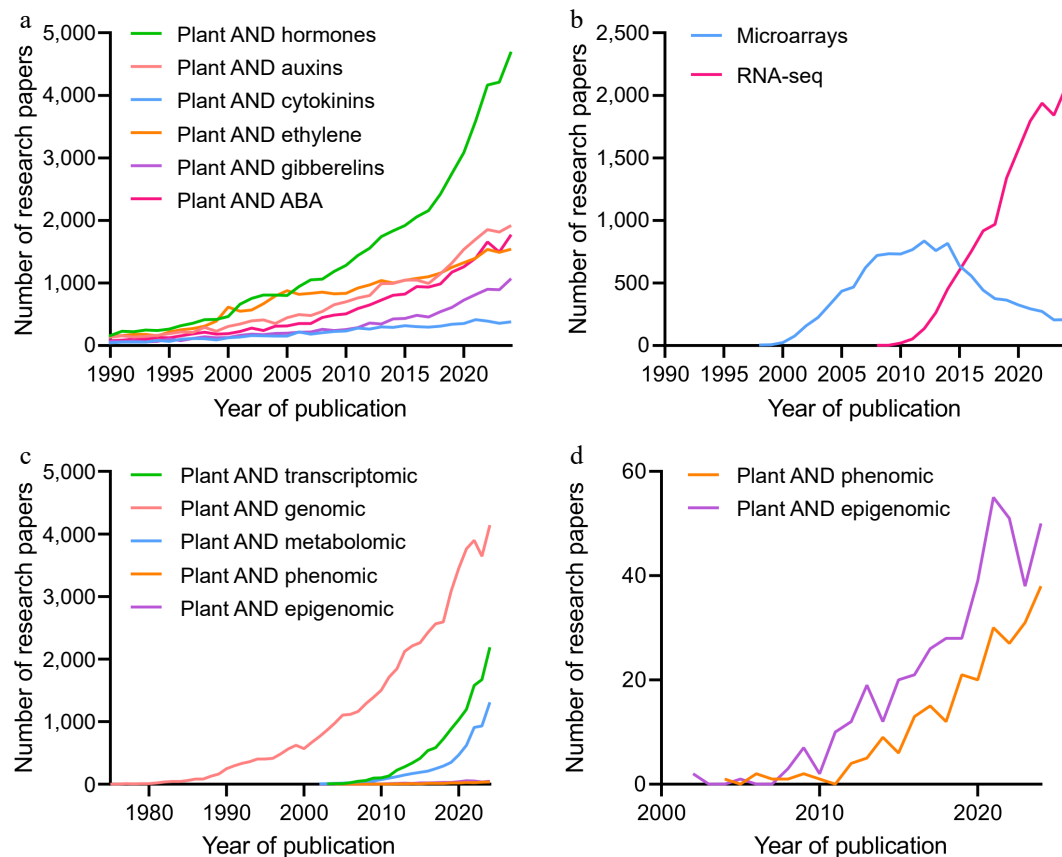 a
Number of research papers
5,000
4,000
3,000
2,000
1,000
0
Plant AND hormones
Plant AND auxins
Plant AND cytokinins
Plant AND ethylene
Plant AND gibberelins
Plant AND ABA
1990 1995 2000 2005 2010 2015 2020
Year of publication
b
Number of research papers
2,500
2,000
1,500
1,000
500
0
Microarrays
RNA-seq
1990 1995 2000 2005 2010 2015 2020
Year of publication
c
Number of research papers
5,000
4,000
3,000
2,000
1,000
0
Plant AND transcriptomic
Plant AND genomic
Plant AND metabolomic
Plant AND phenomic
Plant AND epigenomic
1980 1990 2000 2010 2020
Year of publication
d
Number of research papers
60
40
20
0
Plant AND phenomic
Plant AND epigenomic
2000 2010 2020
Year of publication